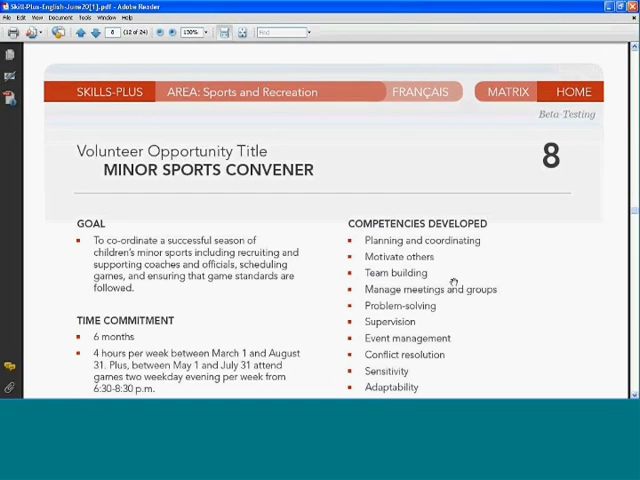 Skill-Plus-English-June20[1].pdf - Adobe Reader
File Edit View Document Tools Window Help
8 (12 of 24) 150% Find
SKILLS-PLUS AREA: Sports and Recreation FRANÇAIS MATRIX HOME
Beta-Testing
Volunteer Opportunity Title
MINOR SPORTS CONVENER
8
GOAL
To co-ordinate a successful season of
children's minor sports including recruiting and
supporting coaches and officials, scheduling
games, and ensuring that game standards are
followed.
TIME COMMITMENT
6 months
4 hours per week between March 1 and August
31. Plus, between May 1 and July 31 attend
games two weekday evening per week from
6:30-8:30 p.m.
COMPETENCIES DEVELOPED
Planning and coordinating
Motivate others
Team building
Manage meetings and groups
Problem-solving
Supervision
Event management
Conflict resolution
Sensitivity
Adaptability